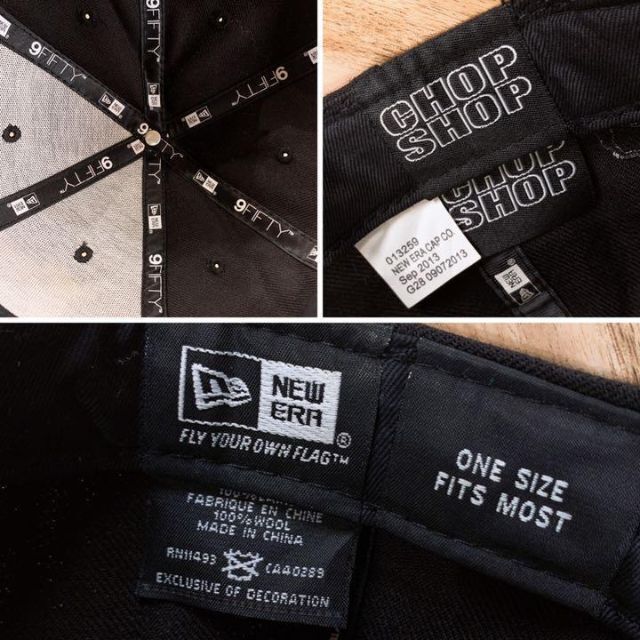 9FIFTY
9FIFTY
9FIFTY
9FIFTY
9FIFTY
9FIFTY
CHOP
SHOP
CHOP
SHOP
013259
NEW ERA CAP CO
Sep 2013
G28 09072013
NEW
ERA
®
FLY YOUR OWN FLAG™
FABRIQUE EN CHINE
100% WOOL
MADE IN CHINA
RN11493 CA40389
EXCLUSIVE OF DECORATION
ONE SIZE
FITS MOST